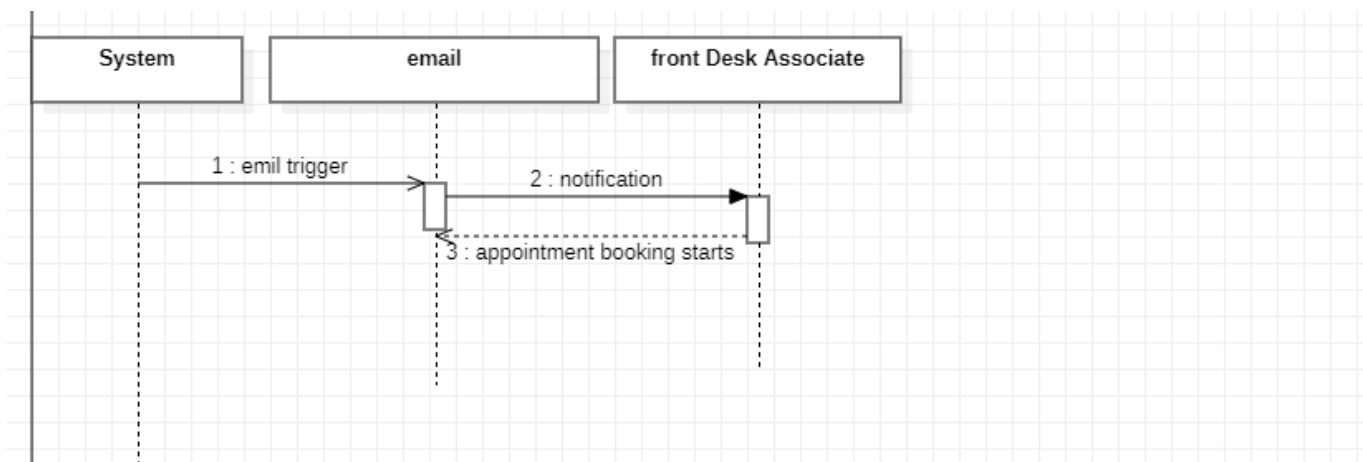 System
email
front Desk Associate
1 : emil trigger
2 : notification
3 : appointment booking starts